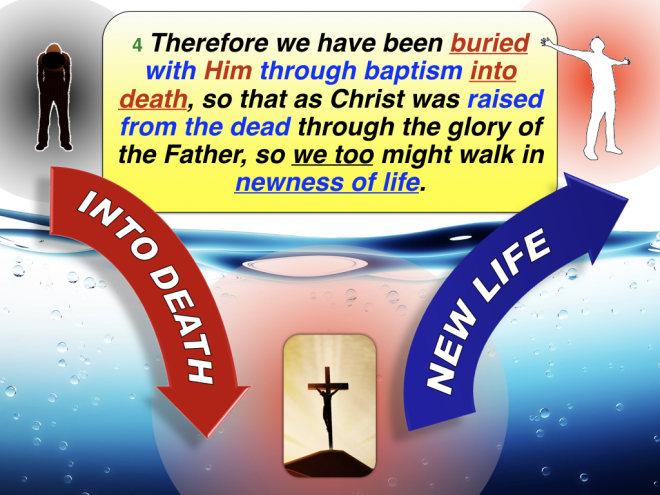 4 Therefore we have been buried
with Him through baptism into
death, so that as Christ was raised
from the dead through the glory of
the Father, so we too might walk in
newness of life.
INTO DEATH
NEW LIFE